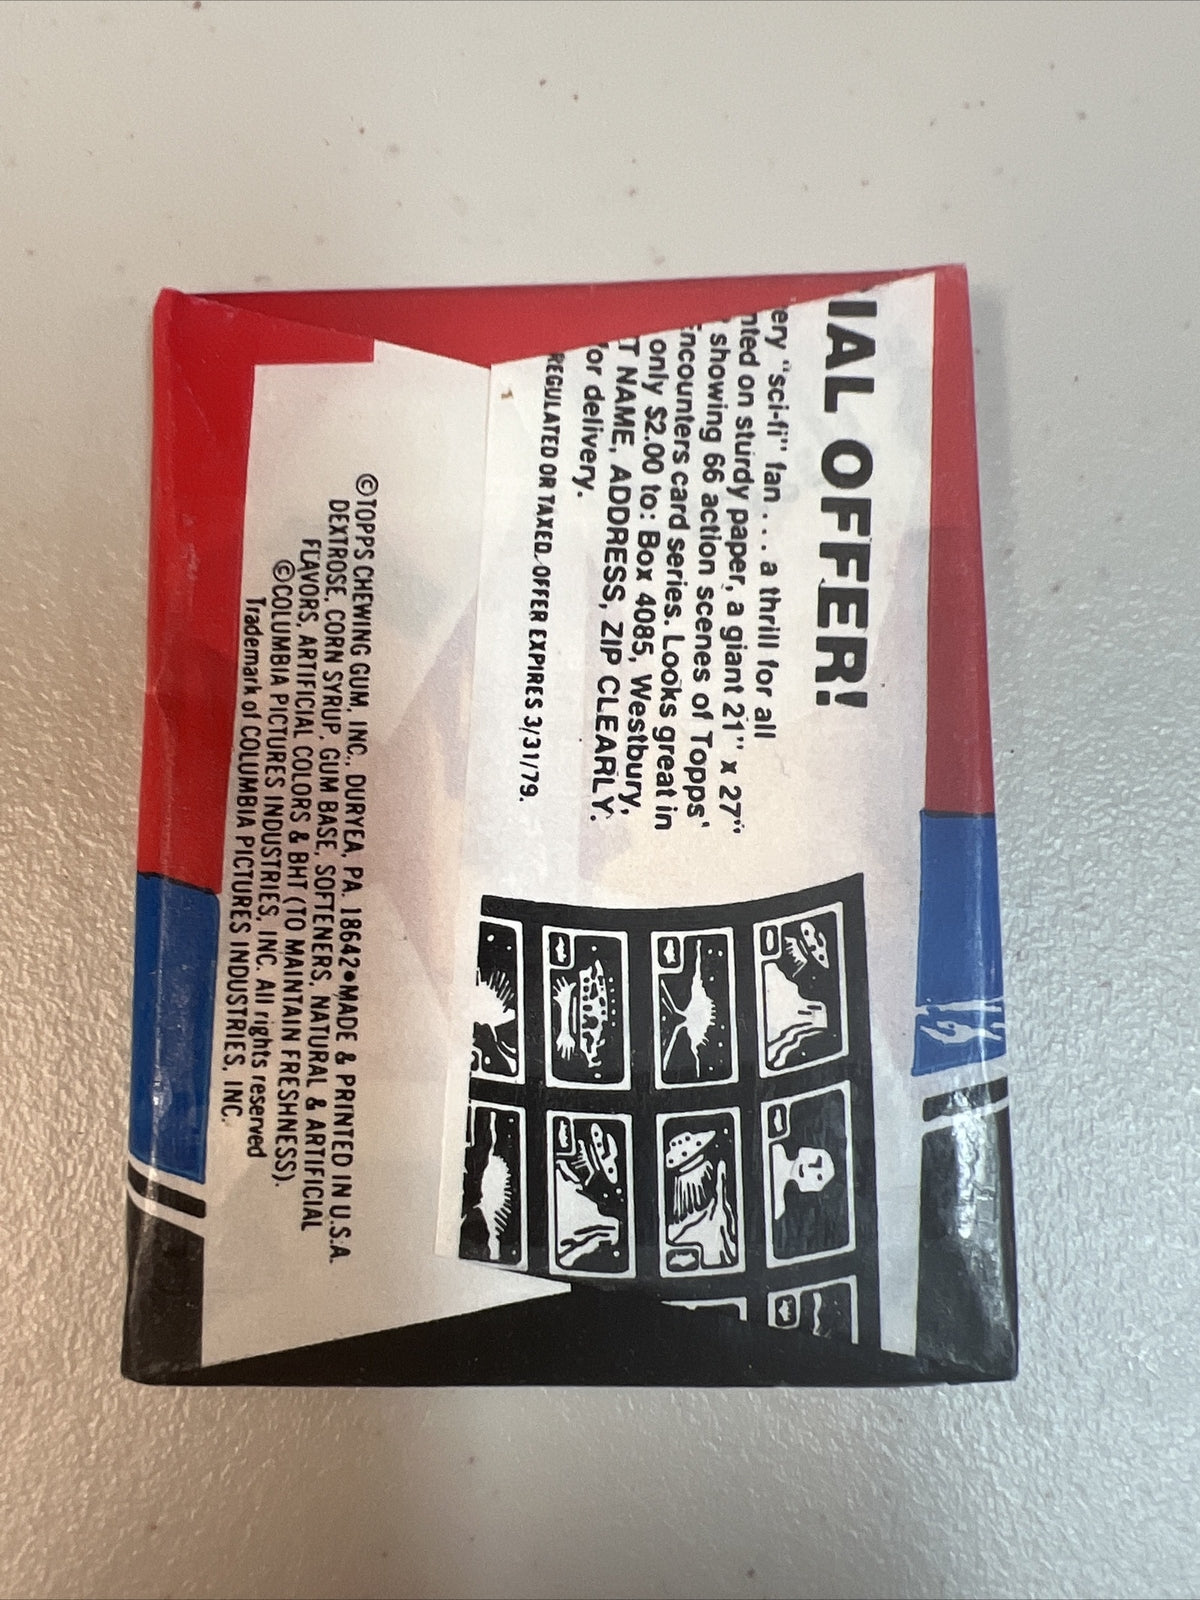 IAL OFFER!
ery "sci-fi" fan . . . a thrill for all
nted on sturdy paper, a giant 21" x 27"
showing 66 action scenes of Topps'
ncounters card series. Looks great in
only $2.00 to: Box 4085, Westbury,
T NAME, ADDRESS, ZIP CLEARLY.
or delivery.
REGULATED OR TAXED. OFFER EXPIRES 3/31/79.
©TOPPS CHEWING GUM, INC., DURYEA, PA. 18642•MADE & PRINTED IN U.S.A.
DEXTROSE, CORN SYRUP, GUM BASE, SOFTENERS, NATURAL & ARTIFICIAL
FLAVORS, ARTIFICIAL COLORS & BHT (TO MAINTAIN FRESHNESS).
©COLUMBIA PICTURES INDUSTRIES, INC. All rights reserved
Trademark of COLUMBIA PICTURES INDUSTRIES, INC.